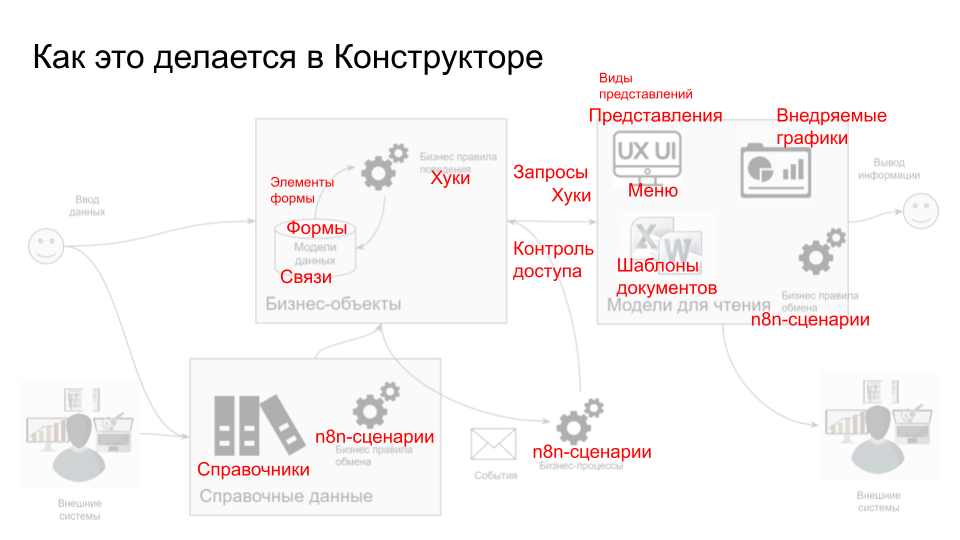 Как это делается в Конструкторе
Виды
представлений
Представления
Внедряемые
графики
UX UI
Меню
Бизнес правила
поведения
Хуки
Запросы
Хуки
Элементы
формы
Формы
Модели
данных
Связи
Бизнес-объекты
Контроль
доступа
X
W
Шаблоны
документов
Модели для чтения
Бизнес правила
обмена
n8n-сценарии
Ввод
данных
Вывод
информации
n8n-сценарии
Бизнес правила
обмена
Справочники
Справочные данные
n8n-сценарии
Бизнес-процессы
События
Внешние
системы
Внешние
системы